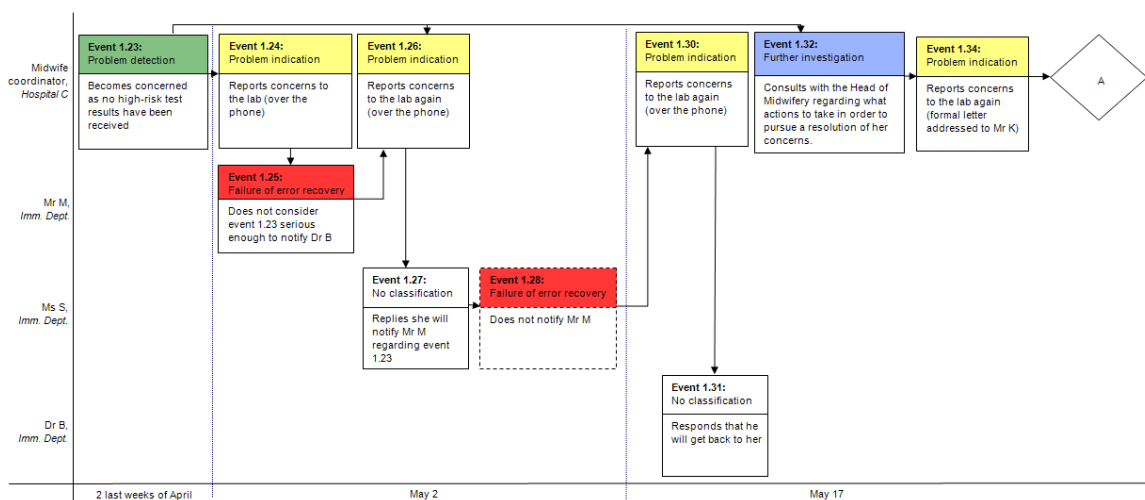 Midwife
coordinator,
Hospital C
Event 1.23:
Problem detection
Becomes concerned
as no high-risk test
results have been
received
Event 1.24:
Problem indication
Reports concerns to
the lab (over the
phone)
Event 1.26:
Problem indication
Reports concerns
to the lab again
(over the phone)
Event 1.30:
Problem indication
Reports concerns
to the lab again
(over the phone)
Event 1.32:
Further investigation
Consults with the Head of
Midwifery regarding what
actions to take in order to
pursue a resolution of her
concerns.
Event 1.34:
Problem indication
Reports concerns
to the lab again
(formal letter
addressed to Mr K)
A
Mr M,
Imm. Dept.
Event 1.25:
Failure of error recovery
Does not consider
event 1.23 serious
enough to notify Dr B
Ms S,
Imm. Dept.
Event 1.27:
No classification
Replies she will
notify Mr M
regarding event
1.23
Event 1.28:
Failure of error recovery
Does not notify Mr M
Dr B,
Imm. Dept.
Event 1.31:
No classification
Responds that he
will get back to her
2 last weeks of April
May 2
May 17